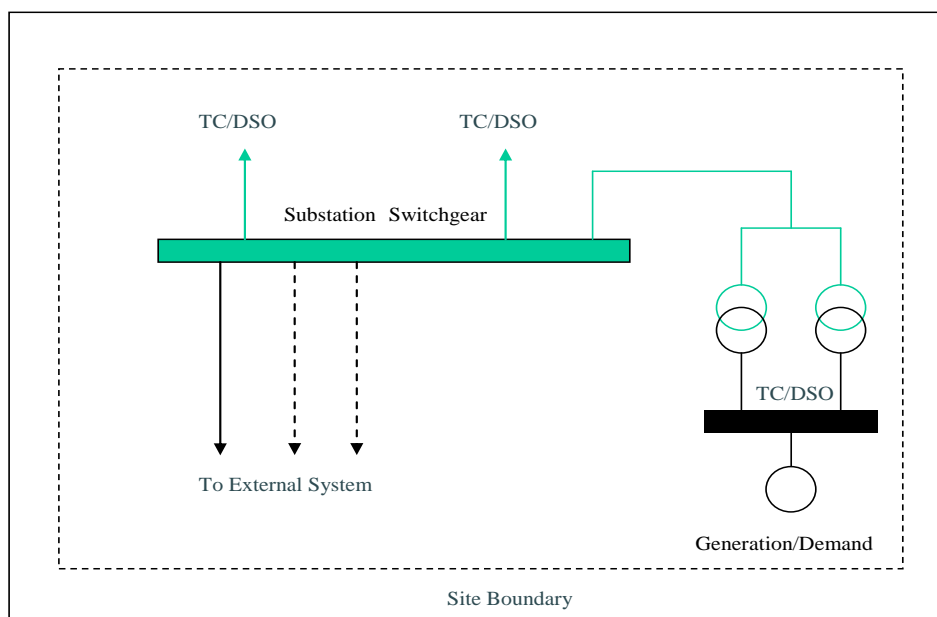 TC/DSO
TC/DSO
Substation Switchgear
TC/DSO
To External System
Generation/Demand
Site Boundary